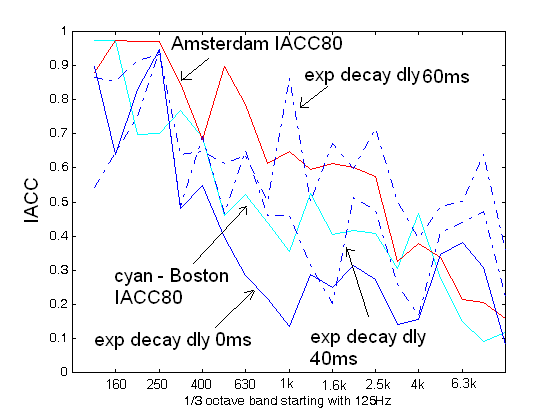 1
Amsterdam IACC80
0.9
exp decay dly 60ms
0.8
0.7
0.6
IACC
0.5
0.4
0.3
cyan - Boston
IACC80
0.2
exp decay dly 0ms
exp decay dly
40ms
0.1
0
160 250 400 630 1k 1.6k 2.5k 4k 6.3k
1/3 octave band starting with 125Hz